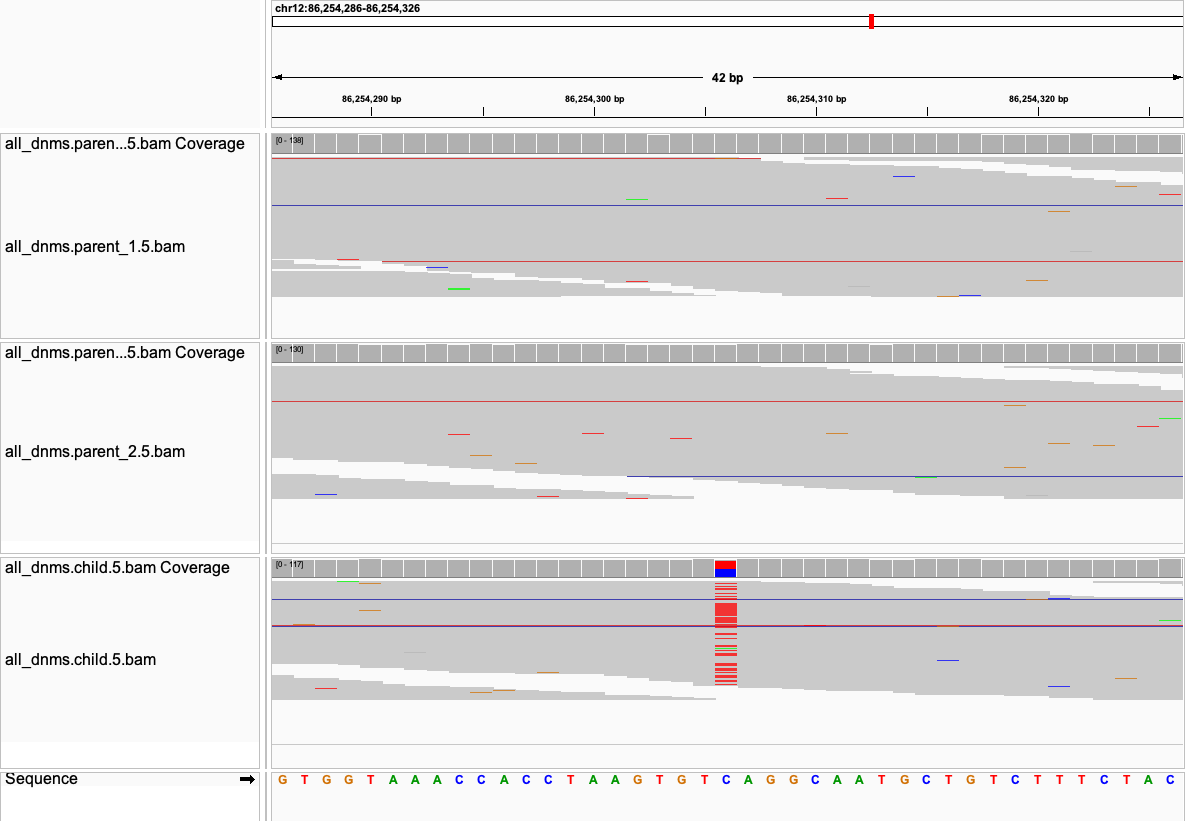 chr12:86,254,286-86,254,326
42 bp
86,254,290 bp 86,254,300 bp 86,254,310 bp 86,254,320 bp
all_dnms.paren...5.bam Coverage
[0 - 138]
all_dnms.parent_1.5.bam
all_dnms.paren...5.bam Coverage
[0 - 130]
all_dnms.parent_2.5.bam
all_dnms.child.5.bam Coverage
[0 - 117]
all_dnms.child.5.bam
Sequence
G T G G T A A A C C A C C T A A G T G T C A G G C A A T G C T G T C T T T C T A C